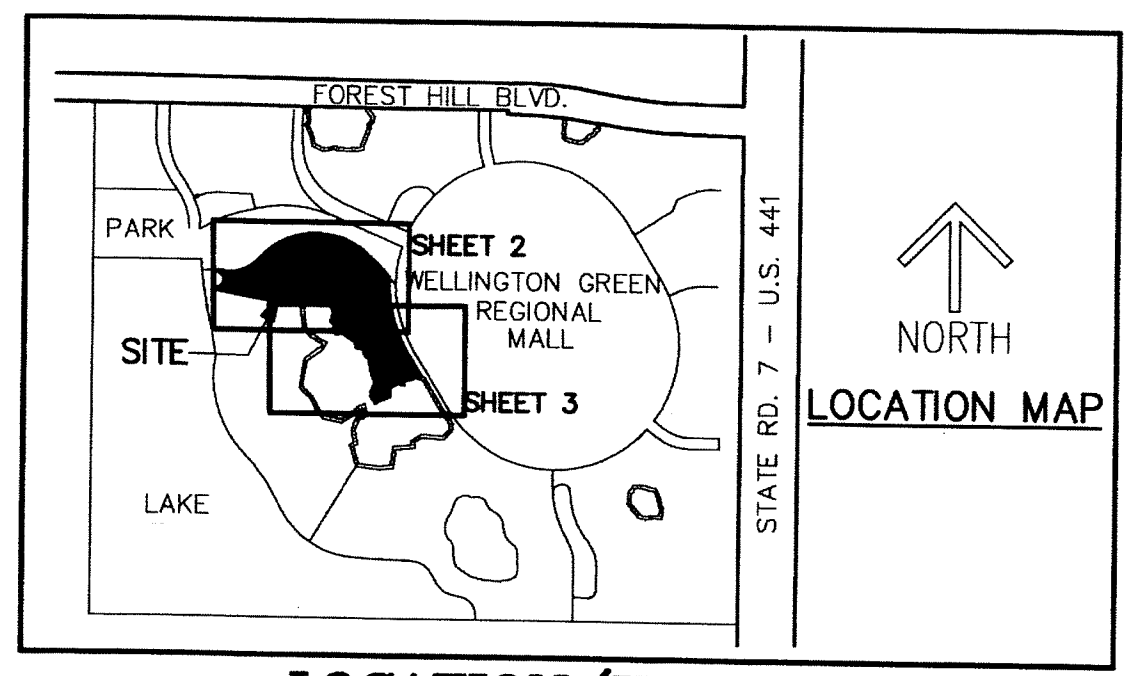 FOREST HILL BLVD.
PARK
SHEET 2
WELLINGTON GREEN
REGIONAL
MALL
SITE
SHEET 3
LAKE
STATE RD. 7 - U.S. 441
NORTH
LOCATION MAP